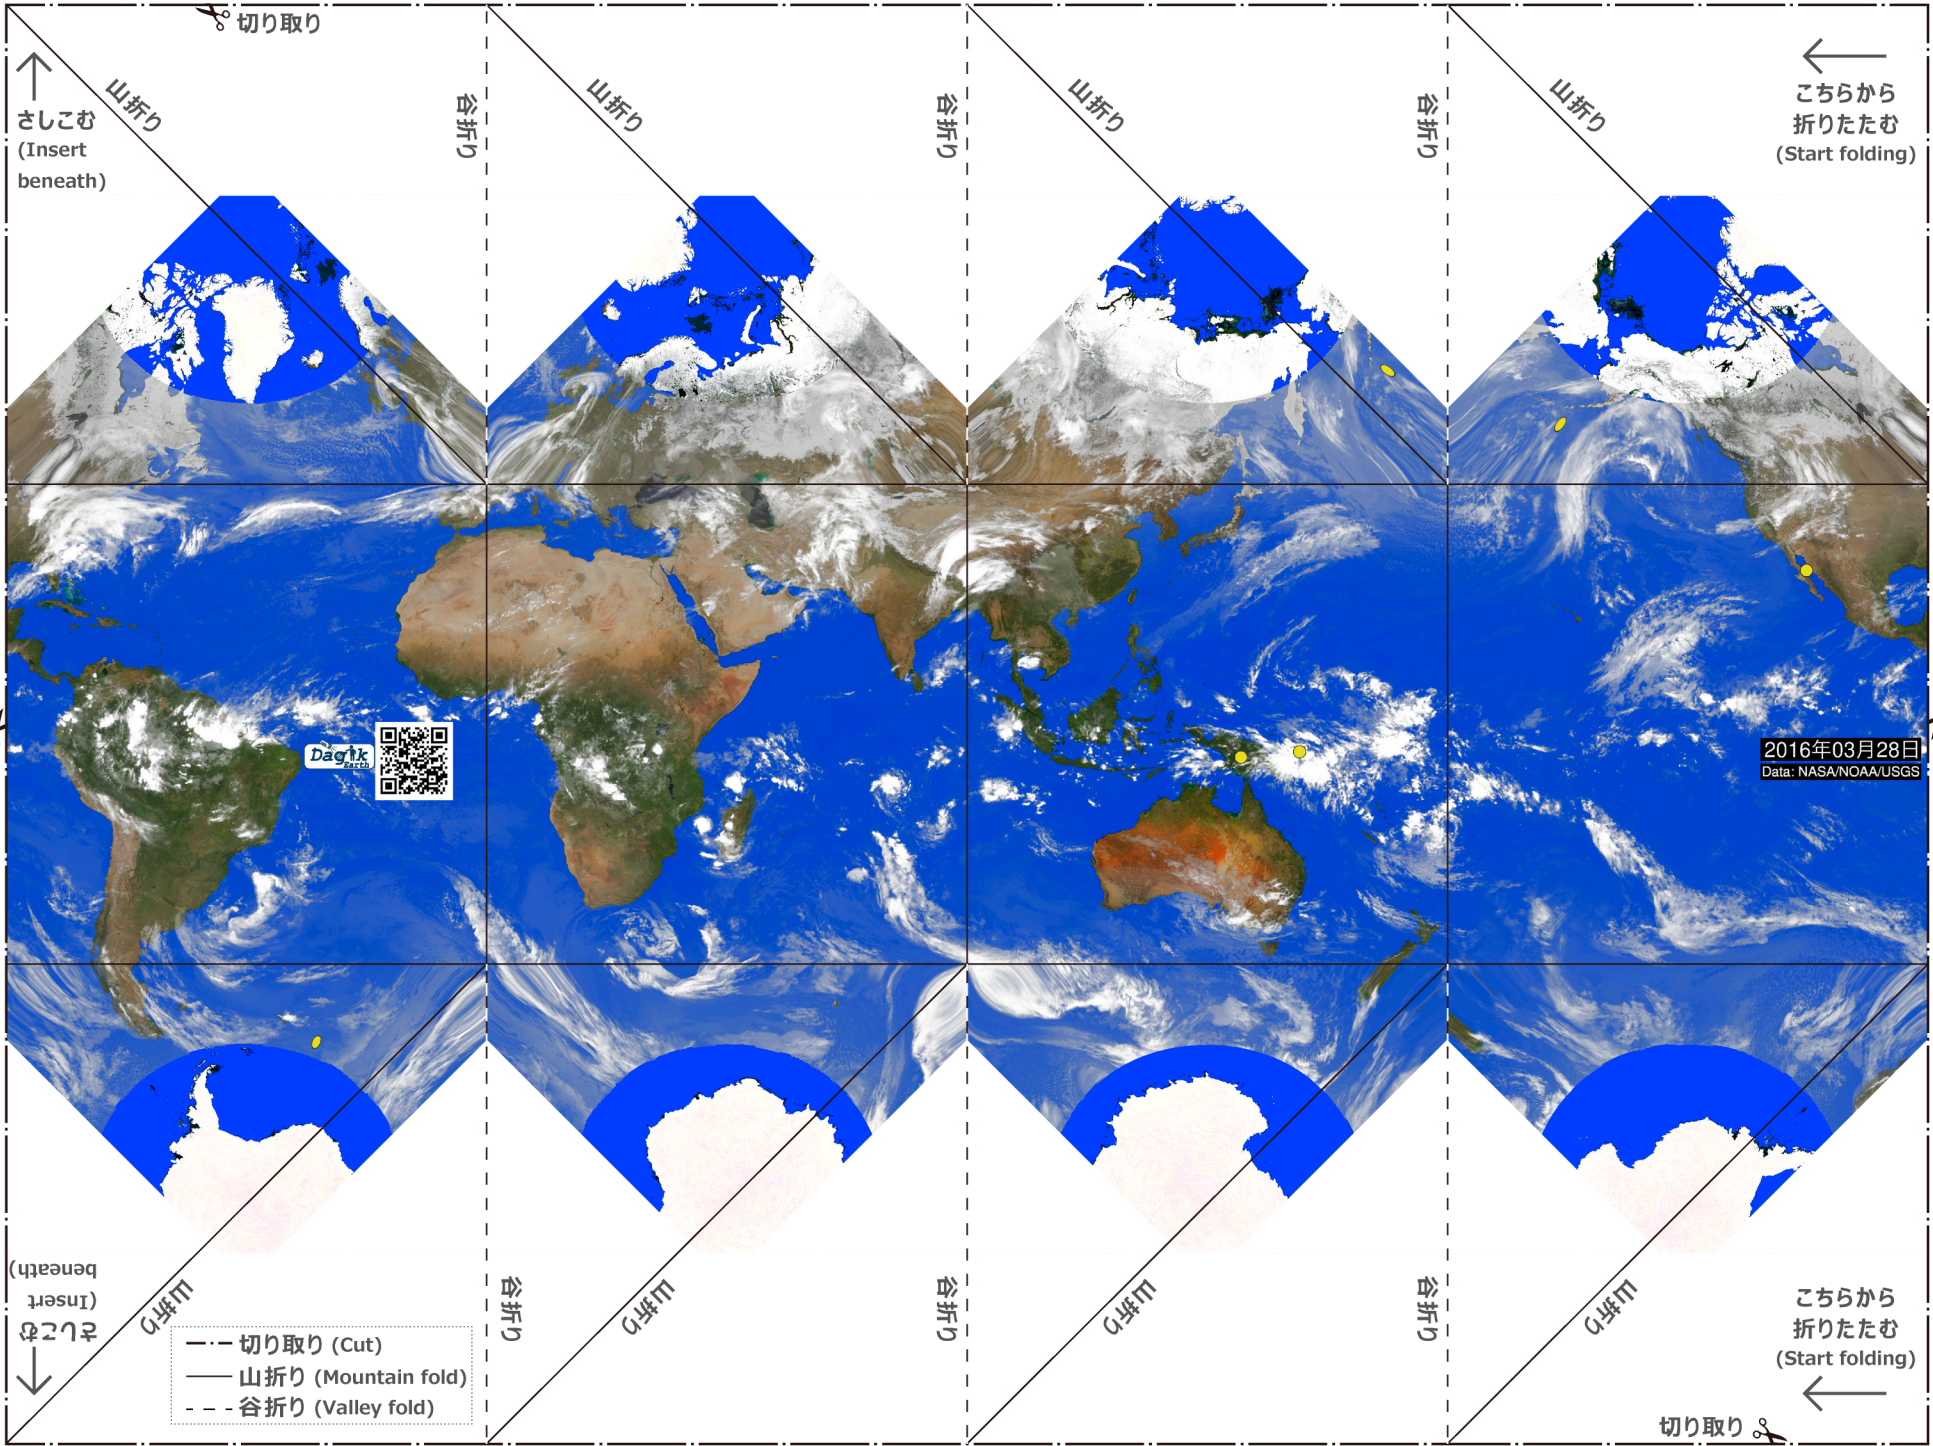 切り取り
山折り
谷折り
山折り
谷折り
山折り
谷折り
山折り
さしこむ
(Insert
beneath)
こちらから
折りたたむ
(Start folding)
Dagik
Earth
2016年03月28日
Data: NASA/NOAA/USGS
さしこむ
(Insert
beneath)
山折り
谷折り
山折り
谷折り
山折り
谷折り
山折り
切り取り (Cut)
山折り (Mountain fold)
谷折り (Valley fold)
こちらから
折りたたむ
(Start folding)
切り取り